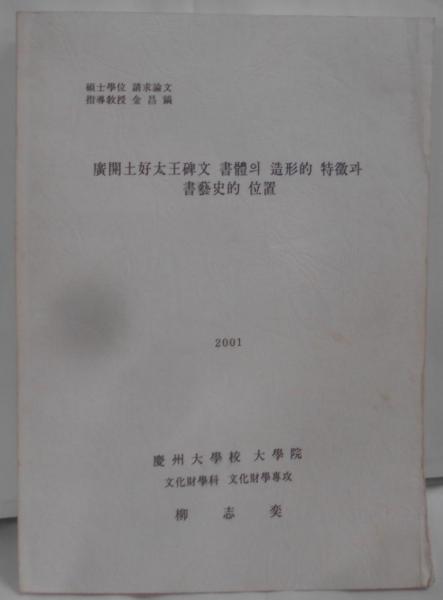 碩士學位 請求論文
指導敎授 金昌鎬
廣開土好太王碑文 書體의 造形的 特徵과
書藝史的 位置
2001
慶州大學校 大學院
文化財學科 文化財學專攻
柳志奕